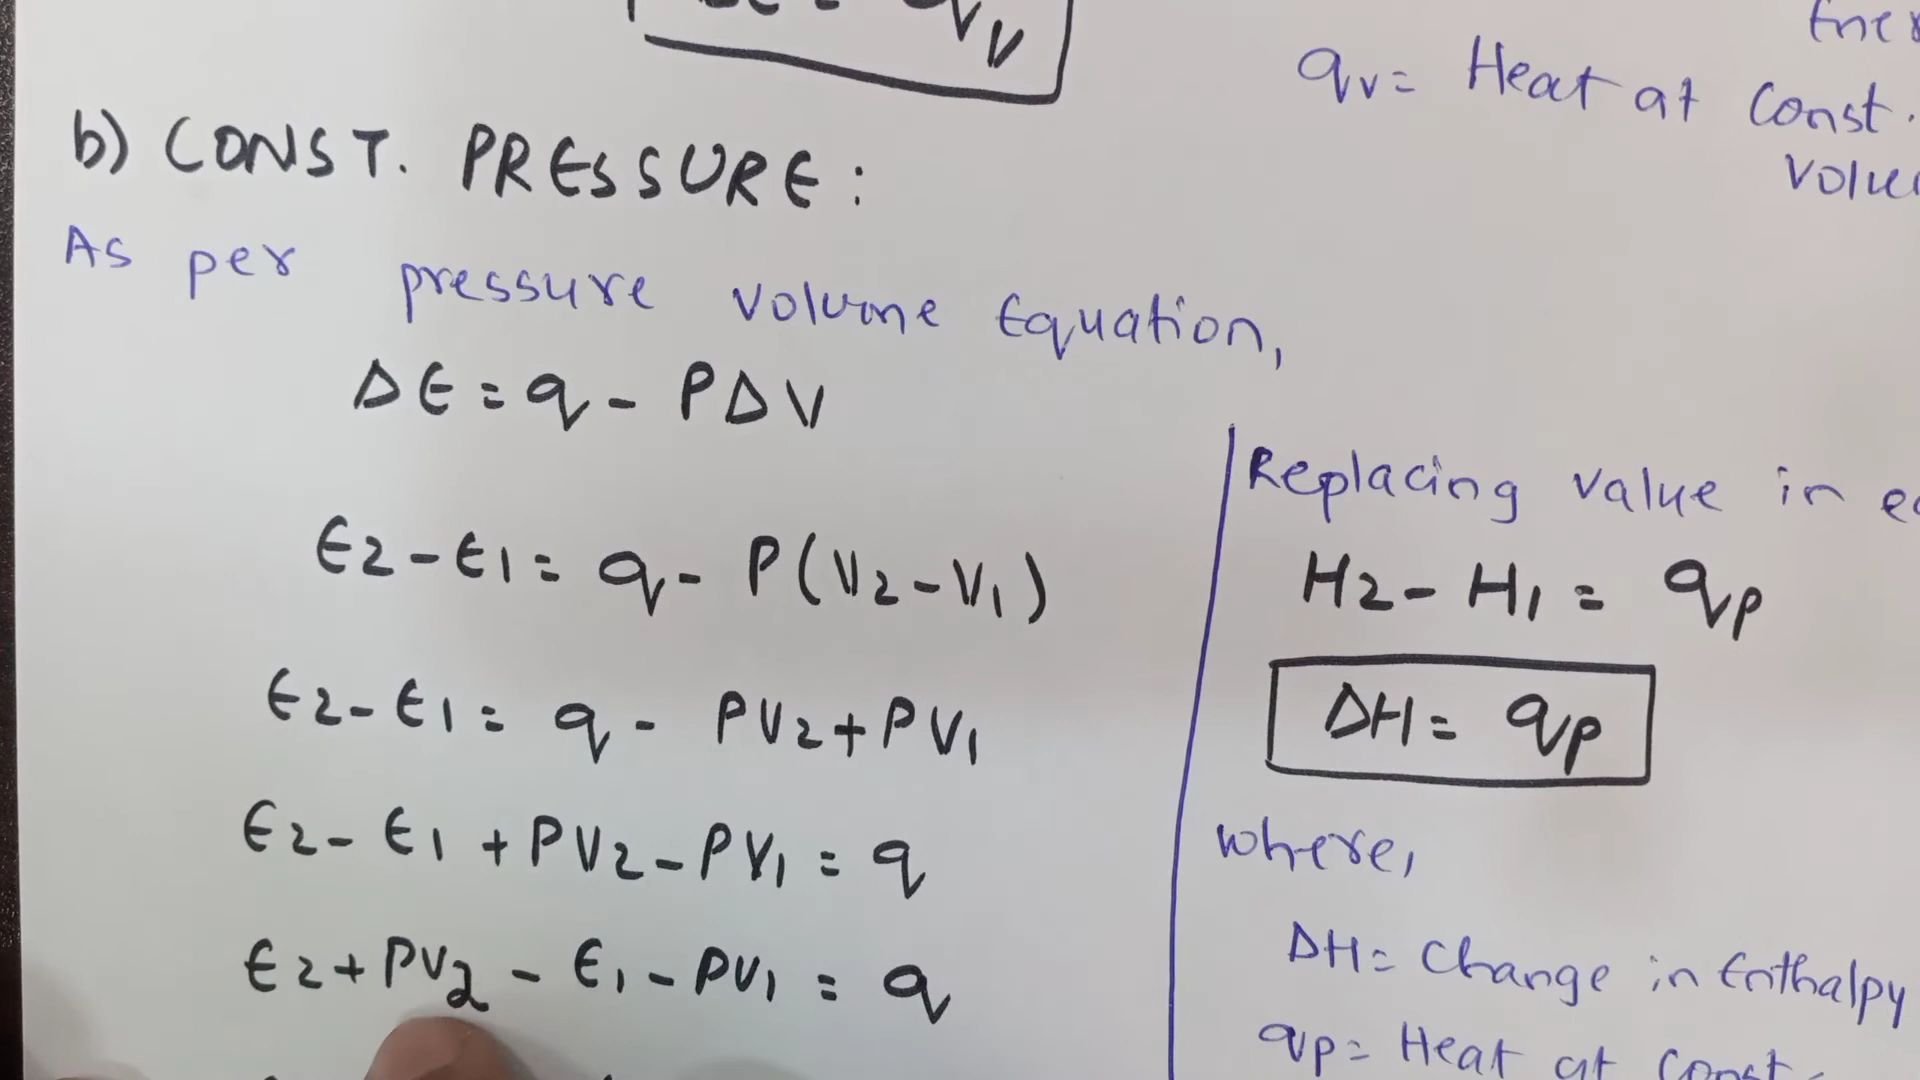 qv = Heat at Const.
b) CONST. PRESSURE:
As per pressure volume Equation,
ΔE = q - PΔV
E2 - E1 = q - P(V2 - V1)
E2 - E1 = q - PV2 + PV1
E2 - E1 + PV2 - PV1 = q
E2 + PV2 - E1 - PV1 = q
Replacing value in
H2 - H1 = qp
ΔH = qp
where,
ΔH = Change in Enthalpy
qp = Heat at Const.